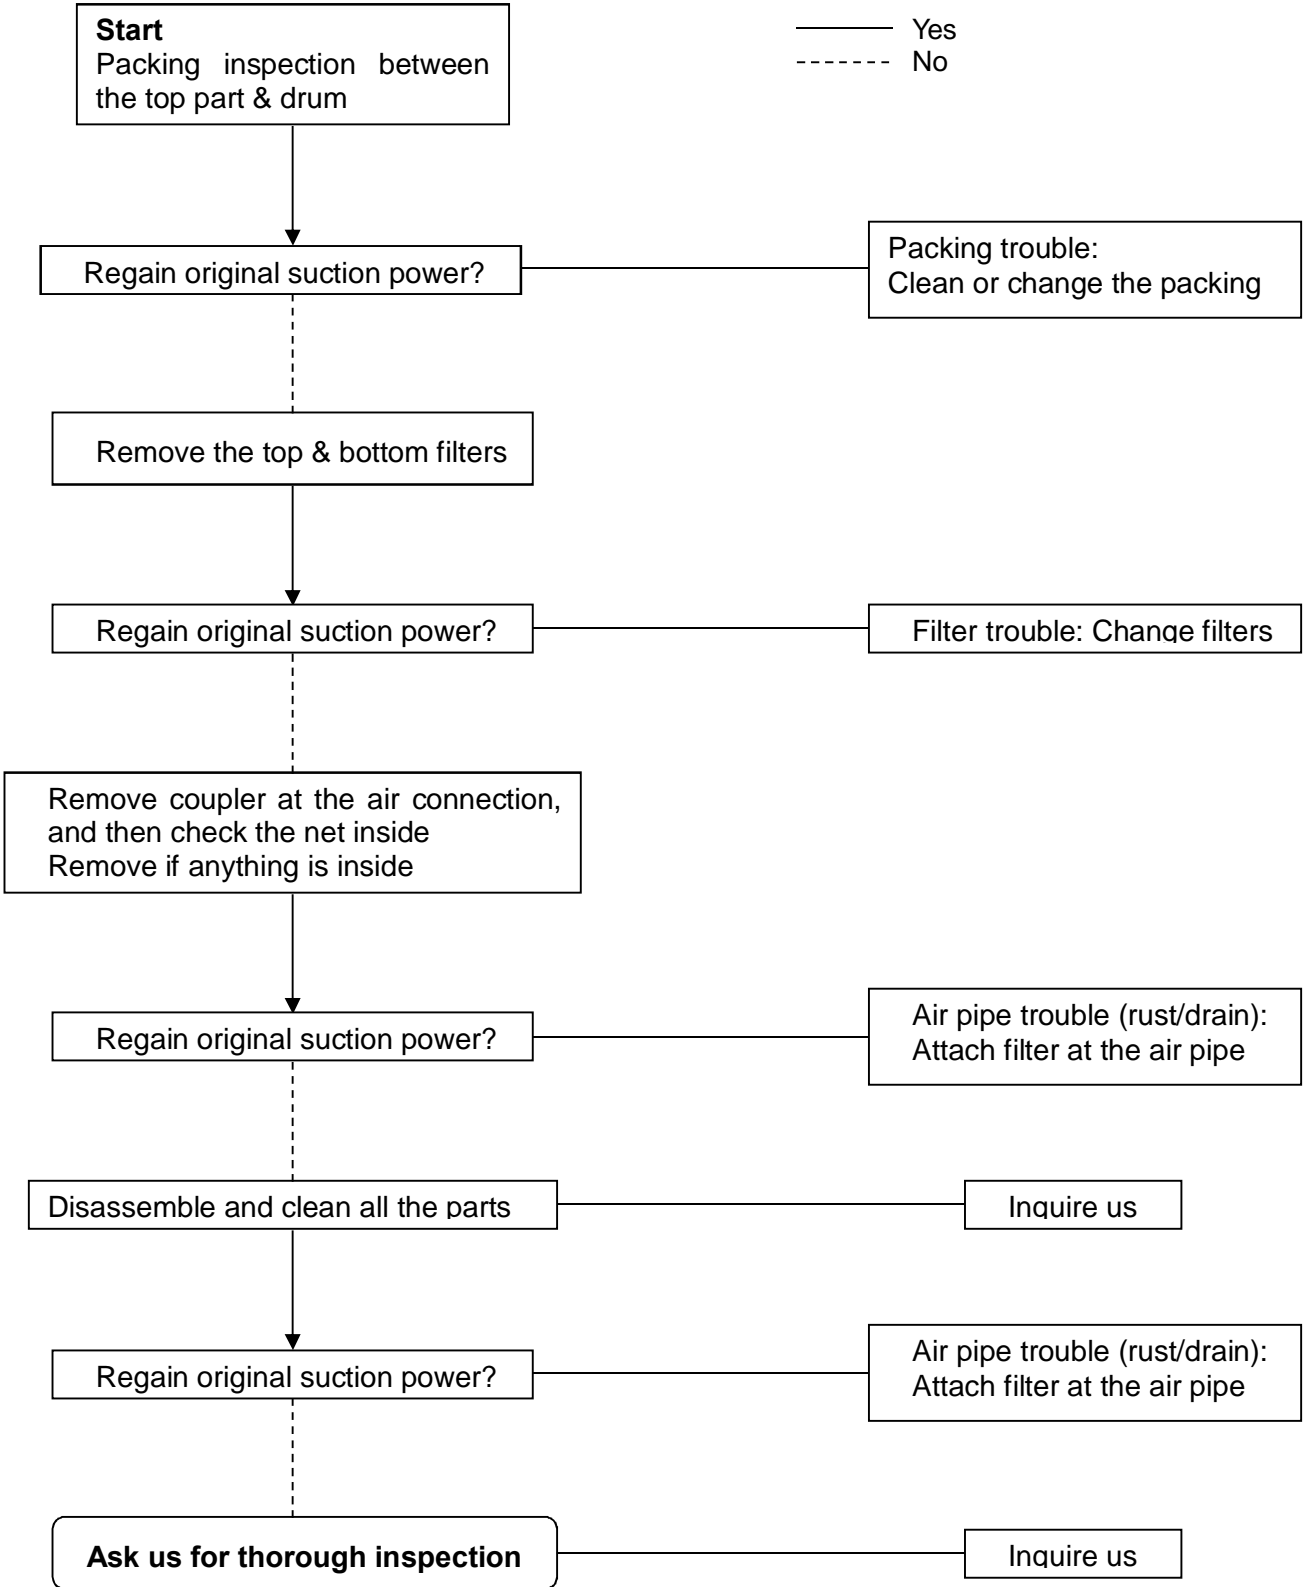 Start
Packing inspection between
the top part & drum
Yes
No
Regain original suction power?
Packing trouble:
Clean or change the packing
Remove the top & bottom filters
Regain original suction power?
Filter trouble: Change filters
Remove coupler at the air connection,
and then check the net inside
Remove if anything is inside
Regain original suction power?
Air pipe trouble (rust/drain):
Attach filter at the air pipe
Disassemble and clean all the parts
Inquire us
Regain original suction power?
Air pipe trouble (rust/drain):
Attach filter at the air pipe
Ask us for thorough inspection
Inquire us